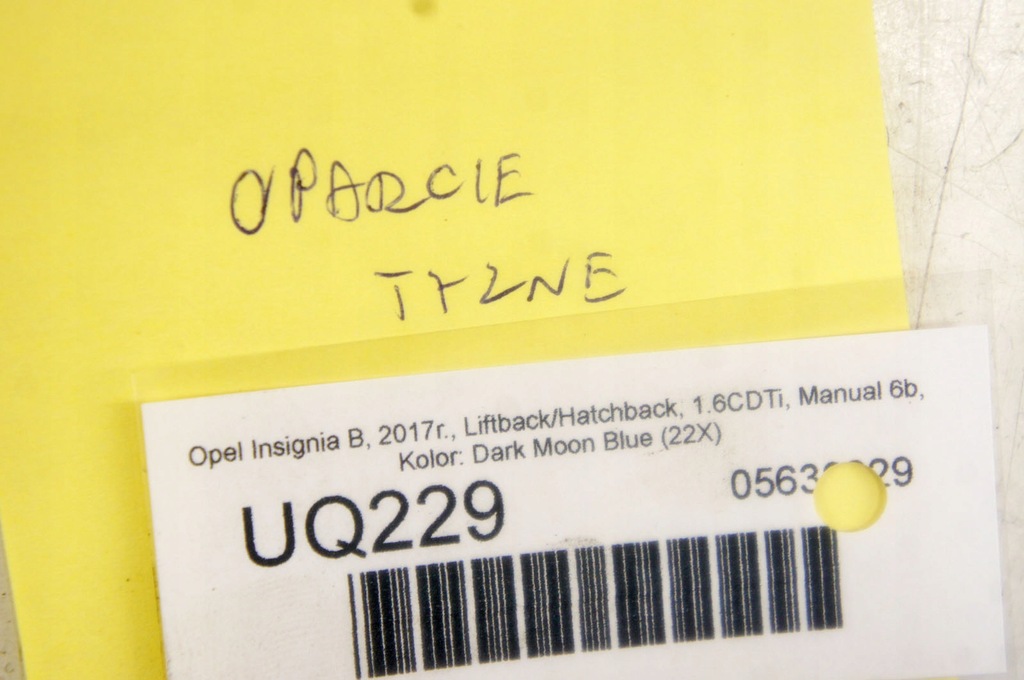 OPARCIE
TYLNE
Opel Insignia B, 2017r., Liftback/Hatchback, 1.6CDTi, Manual 6b,
Kolor: Dark Moon Blue (22X)
UQ229